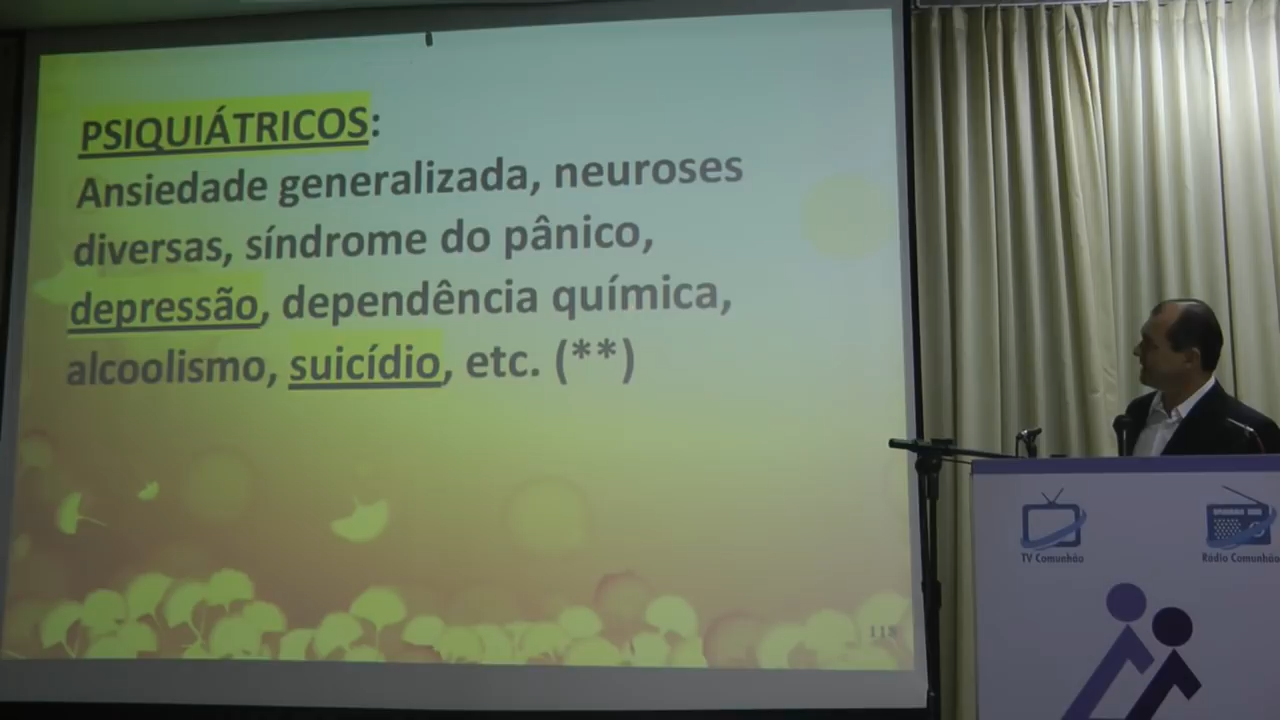 PSIQUIÁTRICOS:
Ansiedade generalizada, neuroses
diversas, síndrome do pânico,
depressão, dependência química,
alcoolismo, suicídio, etc. (**)
TV Comunhão
Rádio Comunhão